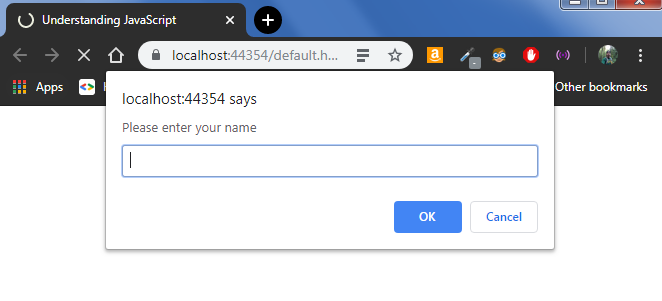 Understanding JavaScript
localhost:44354/default.h...
Apps
Other bookmarks
localhost:44354 says
Please enter your name
OK
Cancel